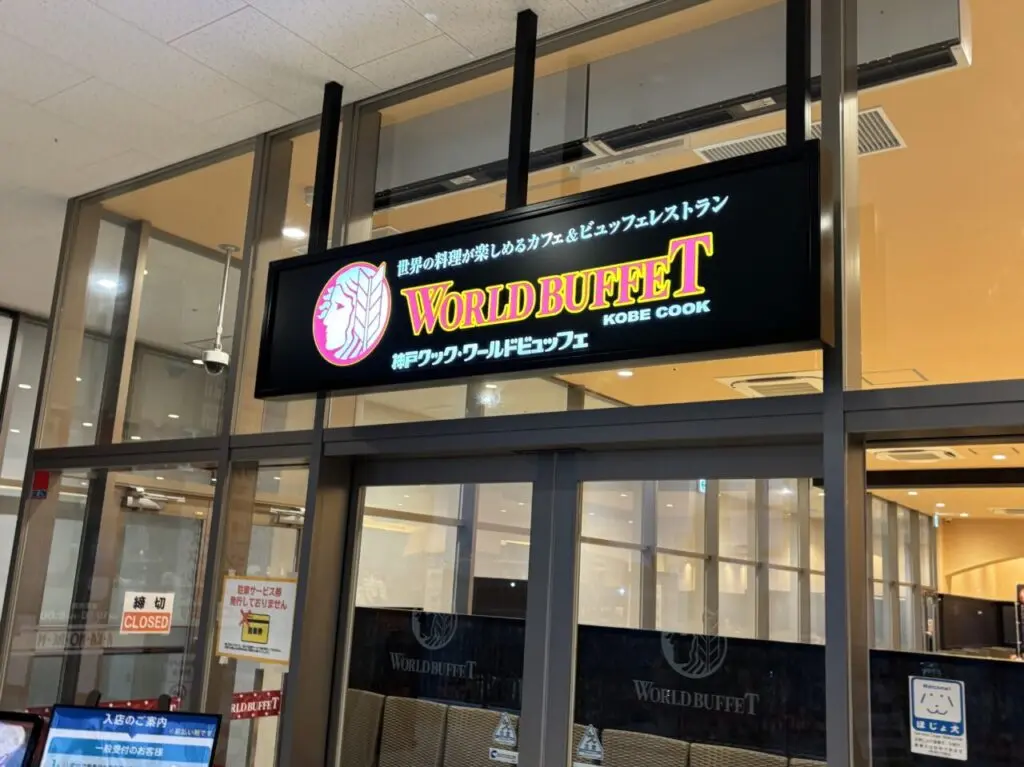 世界の料理が楽しめるカフェ&ビュッフェレストラン
WORLD BUFFET
KOBE COOK
神戸クック・ワールドビュッフェ
締切
CLOSED
駐車サービス券
発行しておりません
駐車券
WORLD BUFFET
WORLD BUFFET
WORLD BUFFET
入店のご案内
一般受付のお客様
Welcome!
ほじょ犬